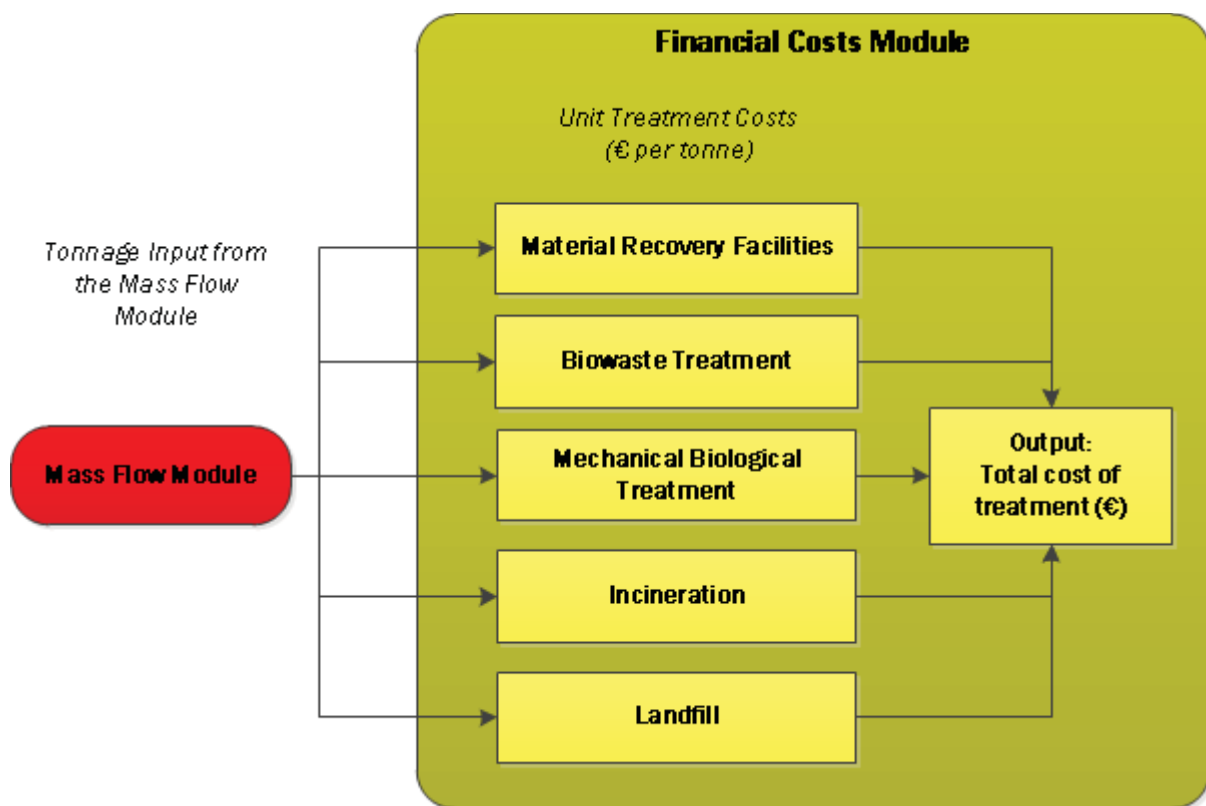 Financial Costs Module
Unit Treatment Costs
(€ per tonne)
Tonnage Input from
the Mass Flow
Module
Mass Flow Module
Material Recovery Facilities
Biowaste Treatment
Mechanical Biological
Treatment
Incineration
Landfill
Output:
Total cost of
treatment (€)